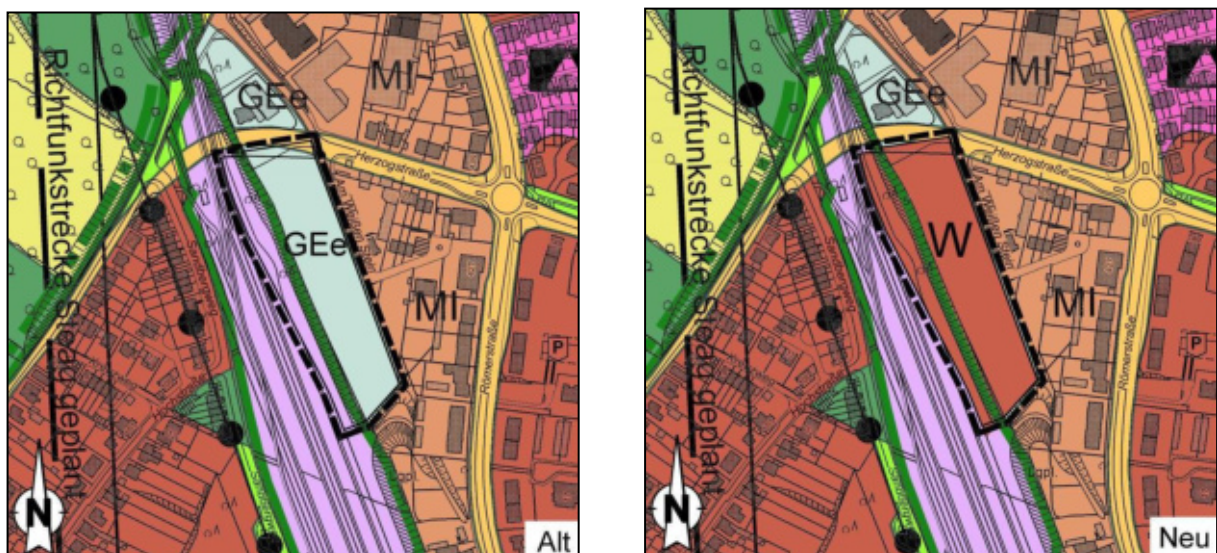 Richtfunkstrecke Steag geplant
GEe
MI
Herzogstraße
GEe
MI
Römerstraße
P
N
Alt
Richtfunkstrecke Steag geplant
GEe
MI
Herzogstraße
W
MI
Römerstraße
P
Lgpl
N
Neu